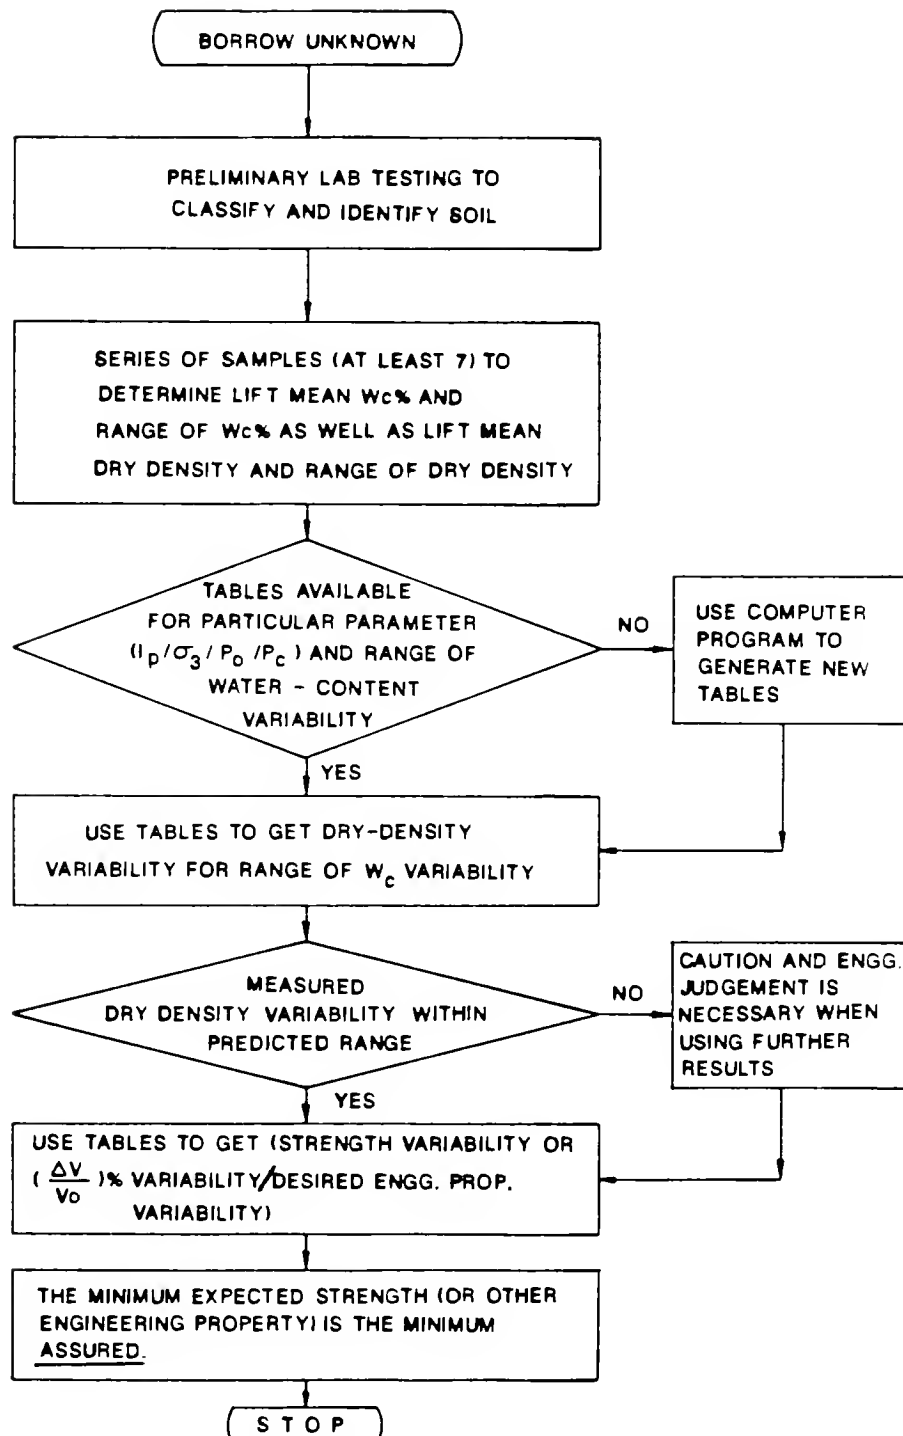 BORROW UNKNOWN
PRELIMINARY LAB TESTING TO
CLASSIFY AND IDENTIFY SOIL
SERIES OF SAMPLES (AT LEAST 7) TO
DETERMINE LIFT MEAN Wc% AND
RANGE OF Wc% AS WELL AS LIFT MEAN
DRY DENSITY AND RANGE OF DRY DENSITY
TABLES AVAILABLE
FOR PARTICULAR PARAMETER
(Ip/σ3/Po/Pc) AND RANGE OF
WATER - CONTENT
VARIABILITY
NO
USE COMPUTER
PROGRAM TO
GENERATE NEW
TABLES
YES
USE TABLES TO GET DRY-DENSITY
VARIABILITY FOR RANGE OF Wc VARIABILITY
MEASURED
DRY DENSITY VARIABILITY WITHIN
PREDICTED RANGE
NO
CAUTION AND ENGG.
JUDGEMENT IS
NECESSARY WHEN
USING FURTHER
RESULTS
YES
USE TABLES TO GET (STRENGTH VARIABILITY OR
(ΔV/Vo)% VARIABILITY/DESIRED ENGG. PROP.
VARIABILITY)
THE MINIMUM EXPECTED STRENGTH (OR OTHER
ENGINEERING PROPERTY) IS THE MINIMUM
ASSURED.
STOP